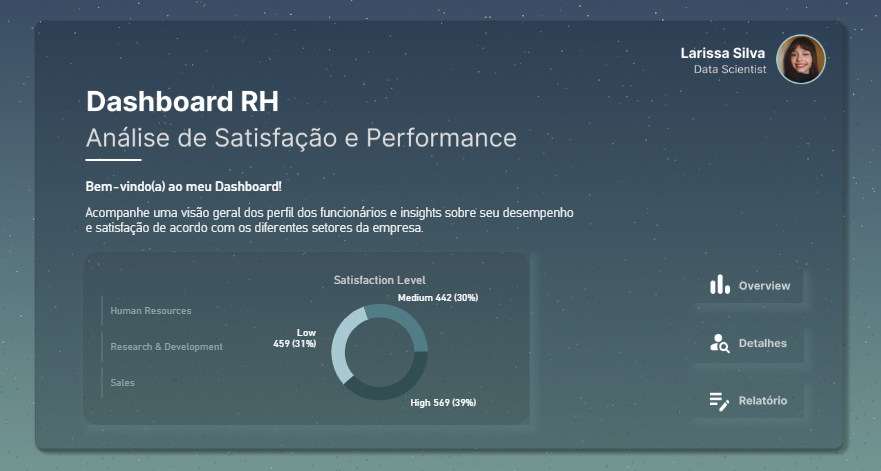 Larissa Silva
Data Scientist
Dashboard RH
Análise de Satisfação e Performance
Bem-vindo(a) ao meu Dashboard!
Acompanhe uma visão geral dos perfil dos funcionários e insights sobre seu desempenho
e satisfação de acordo com os diferentes setores da empresa.
Human Resources
Research & Development
Sales
Satisfaction Level
Medium 442 (30%)
Low
459 (31%)
High 569 (39%)
Overview
Detalhes
Relatório